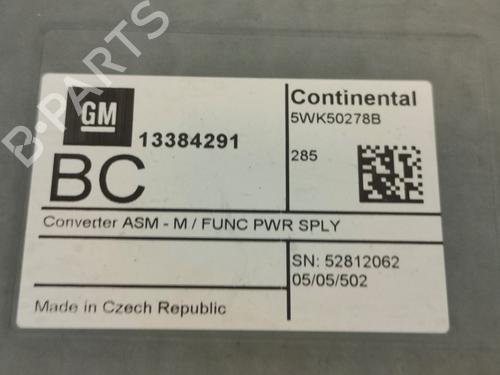 B-PARTS
GM
13384291
BC
Continental
5WK50278B
285
Converter ASM - M / FUNC PWR SPLY
SN: 52812062
05/05/502
Made in Czech Republic